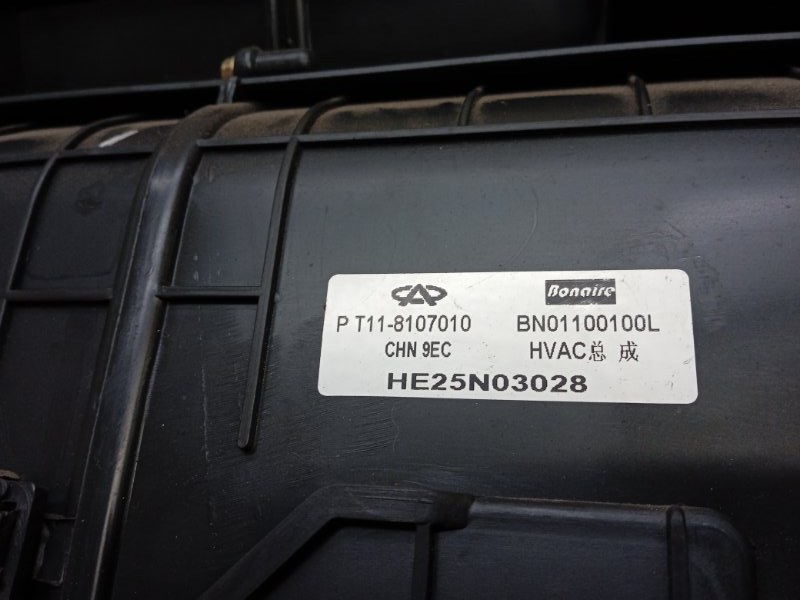 Bonaire
P T11-8107010 BN01100100L
CHN 9EC HVAC总 成
HE25N03028